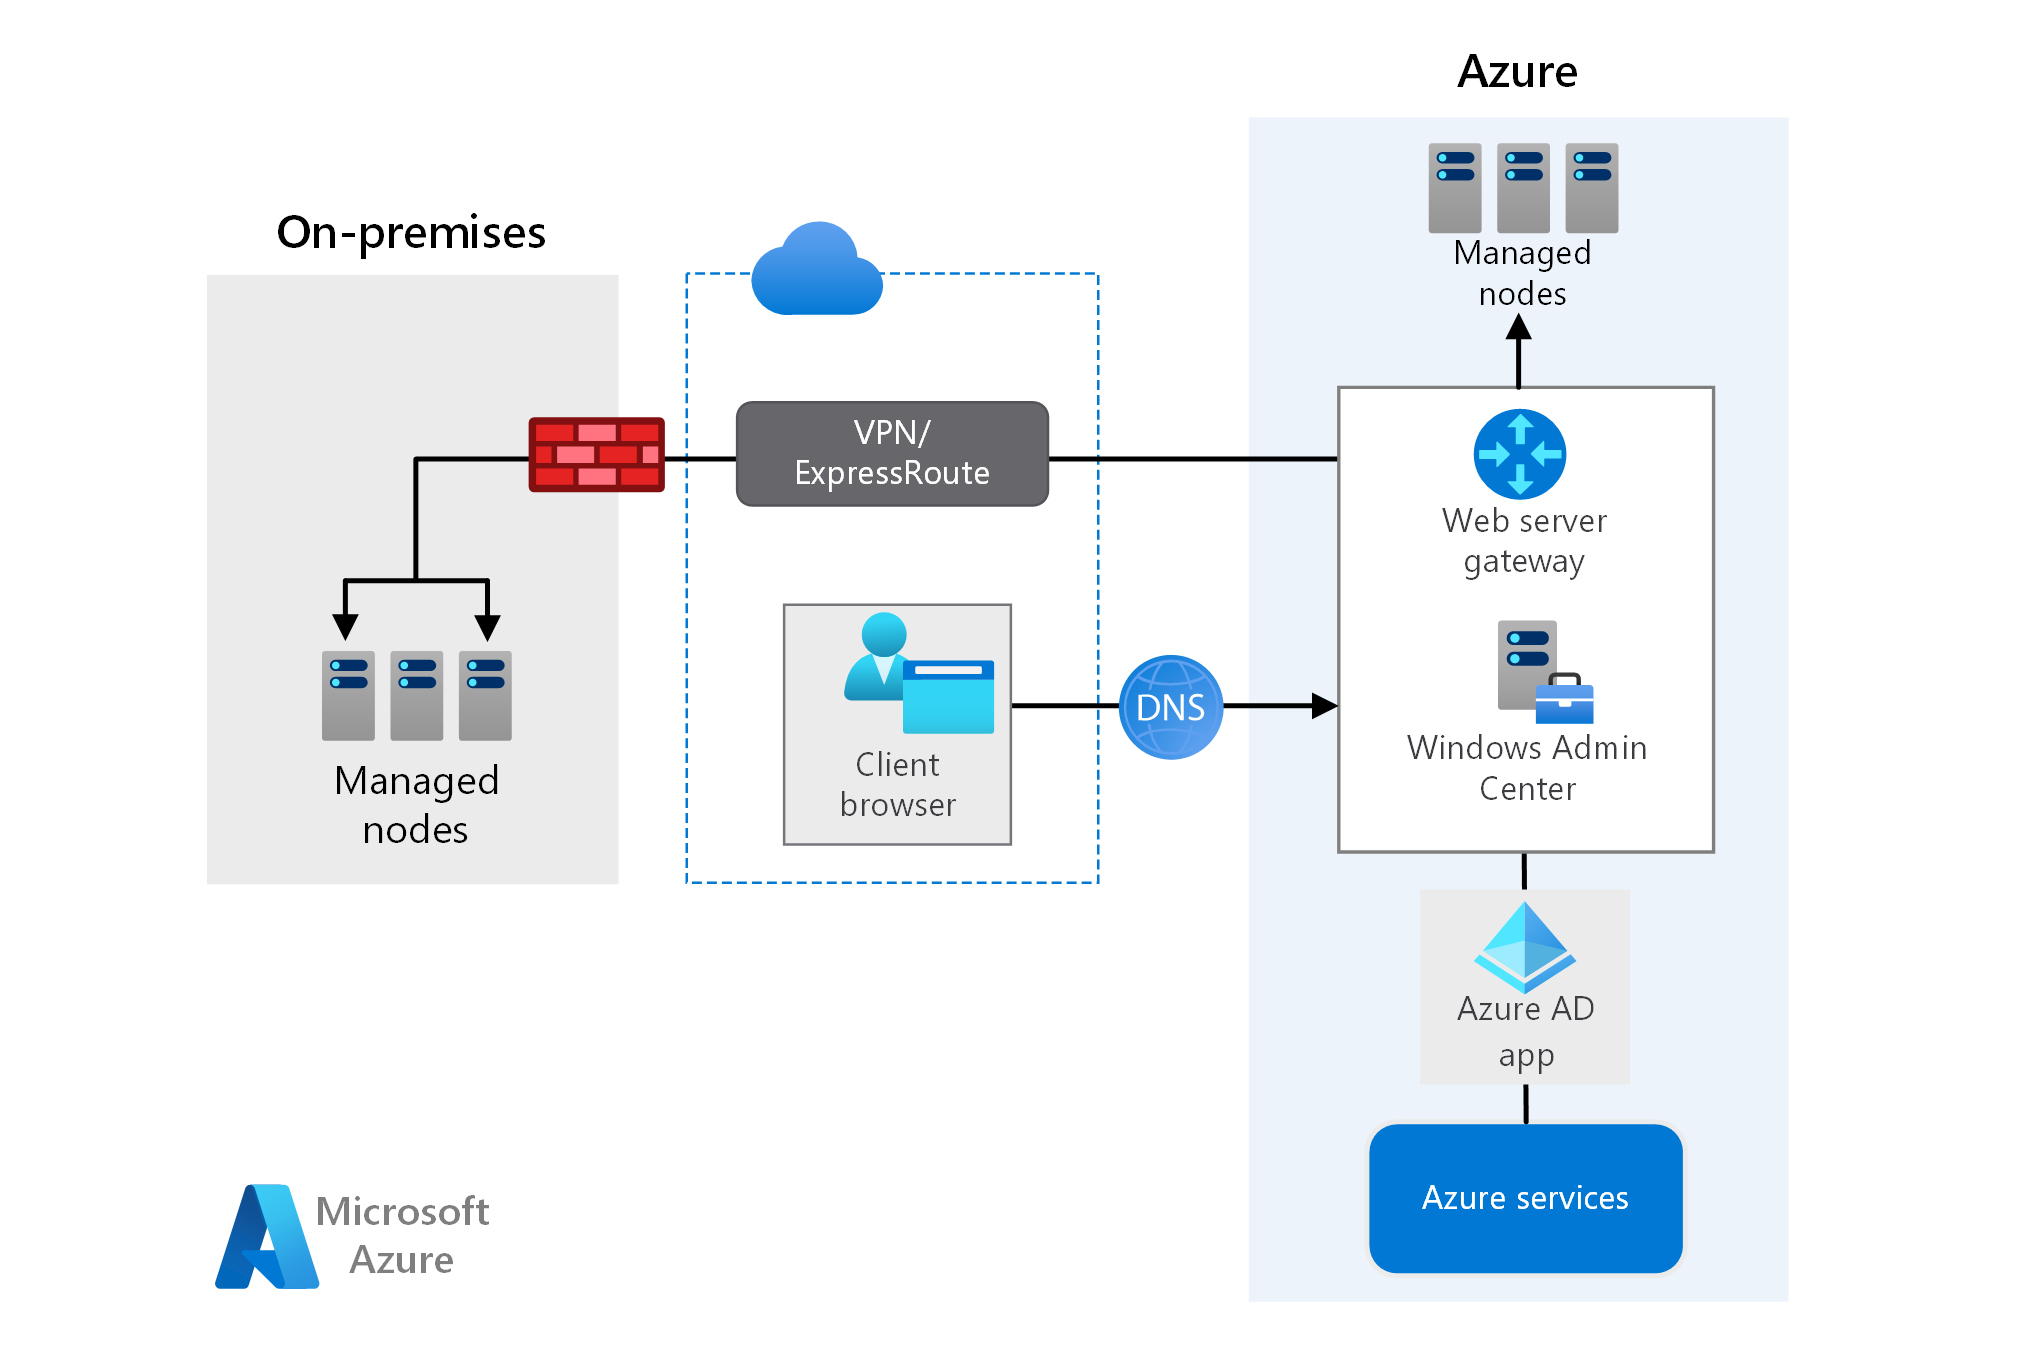 Azure
Managed
nodes
On-premises
VPN/
ExpressRoute
Web server
gateway
Managed
nodes
Client
browser
DNS
Windows Admin
Center
Azure AD
app
Azure services
Microsoft
Azure